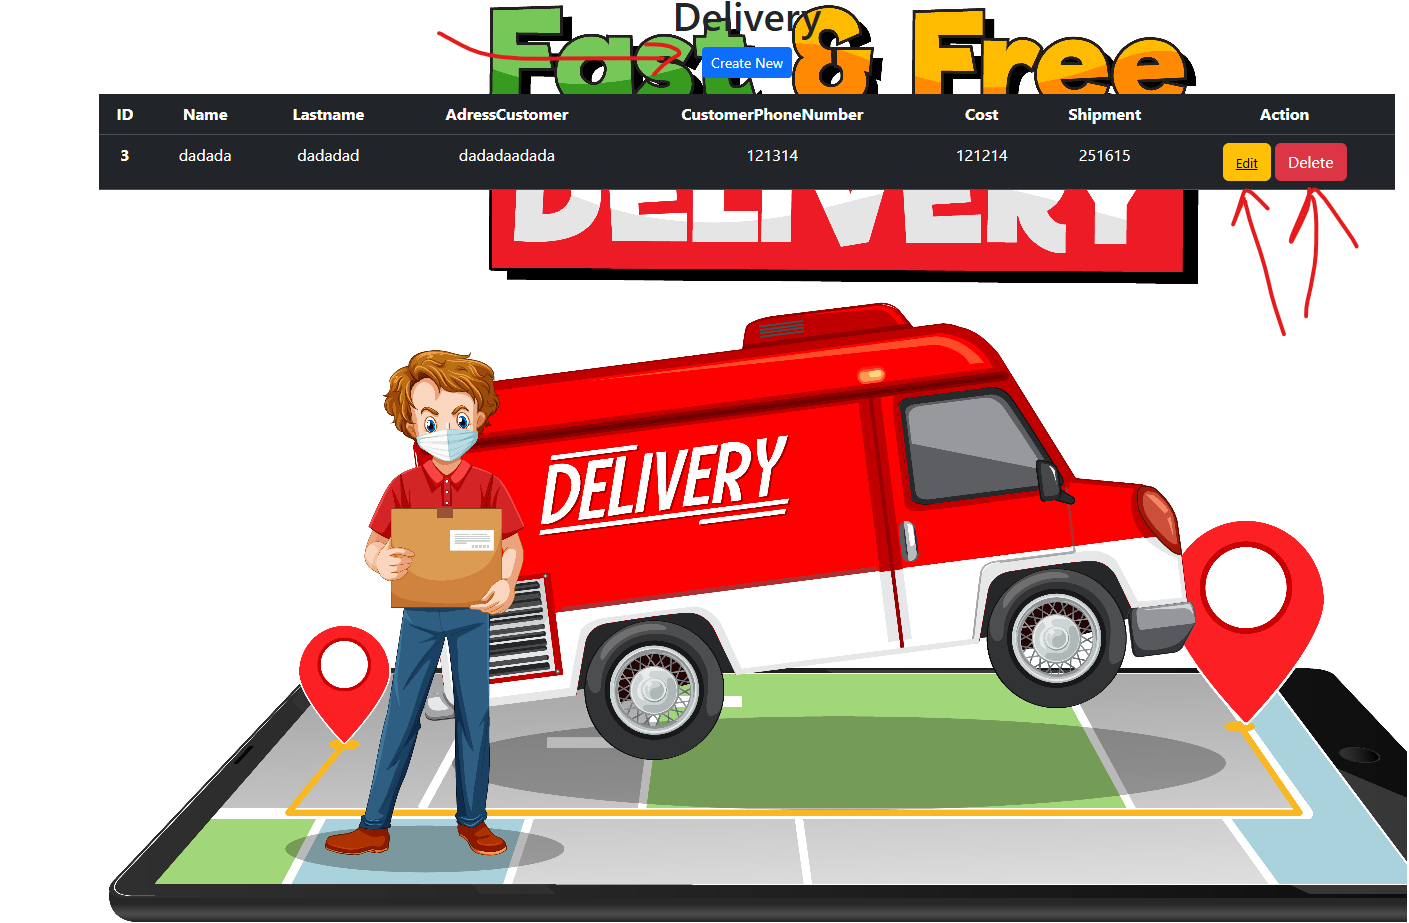 Delivery
Fast & Free
Create New
ID Name Lastname AdressCustomer CustomerPhoneNumber Cost Shipment Action
3 dadada dadadad dadadaadada 121314 121214 251615 Edit Delete
DELIVERY
DELIVERY